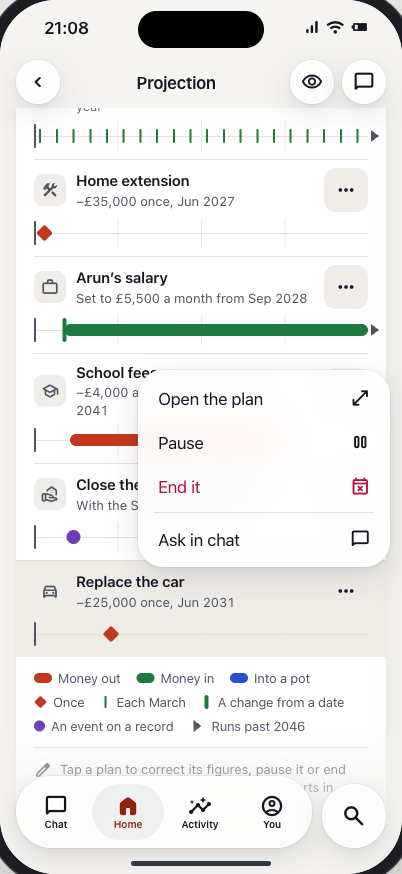 21:08
Projection
year
Home extension
−£35,000 once, Jun 2027
Arun's salary
Set to £5,500 a month from Sep 2028
School fees
−£4,000 a
2041
Open the plan
Pause
End it
Ask in chat
Close the
With the S
Replace the car
−£25,000 once, Jun 2031
Money out Money in Into a pot
Once Each March A change from a date
An event on a record Runs past 2046
Tap a plan to correct its figures, pause it or end
rts in
Chat Home Activity You